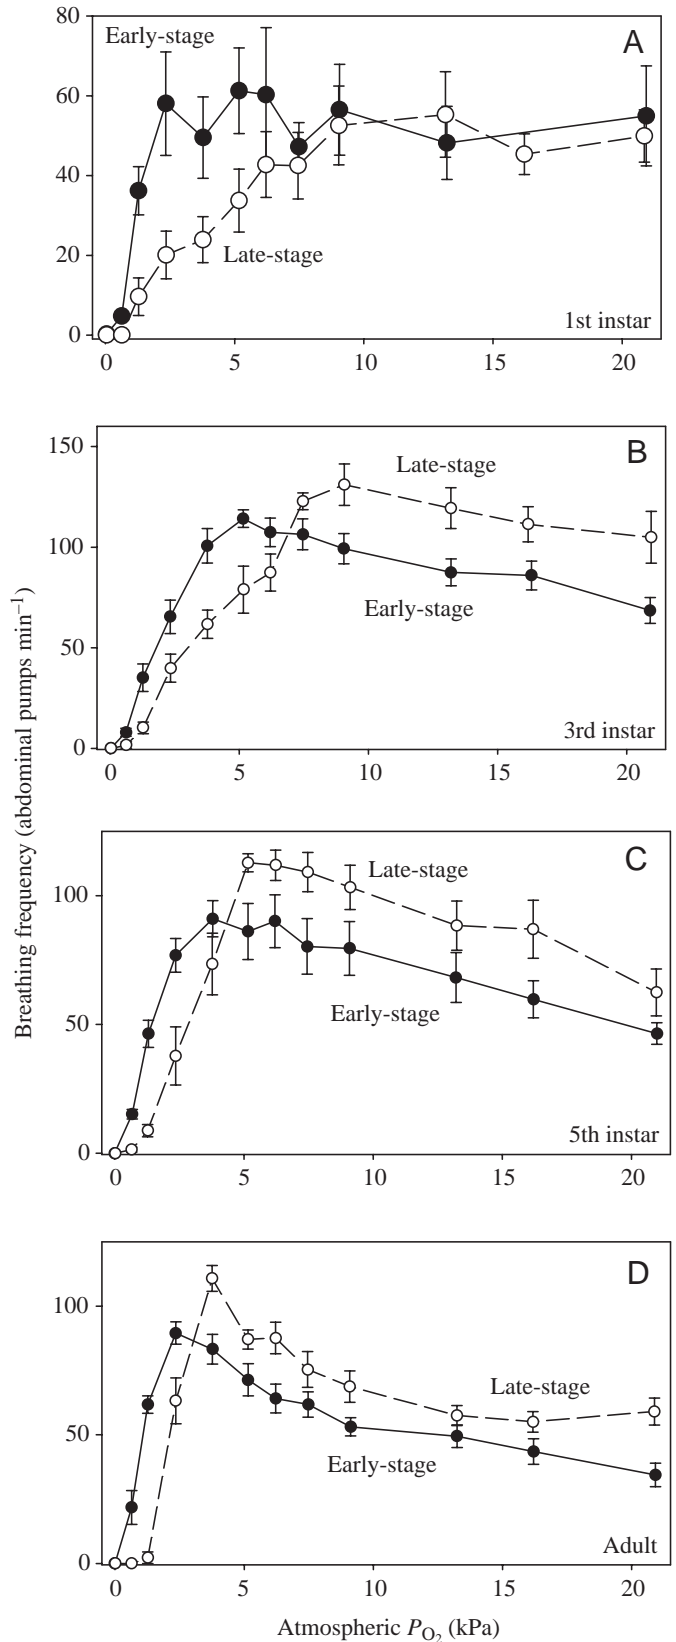 80
60
40
20
0
Early-stage
A
Late-stage
1st instar
0 5 10 15 20
150
100
50
0
B
Late-stage
Early-stage
3rd instar
0 5 10 15 20
Breathing frequency (abdominal pumps min⁻¹)
100
50
0
C
Late-stage
Early-stage
5th instar
0 5 10 15 20
100
50
0
D
Late-stage
Early-stage
Adult
0 5 10 15 20
Atmospheric P_O₂ (kPa)